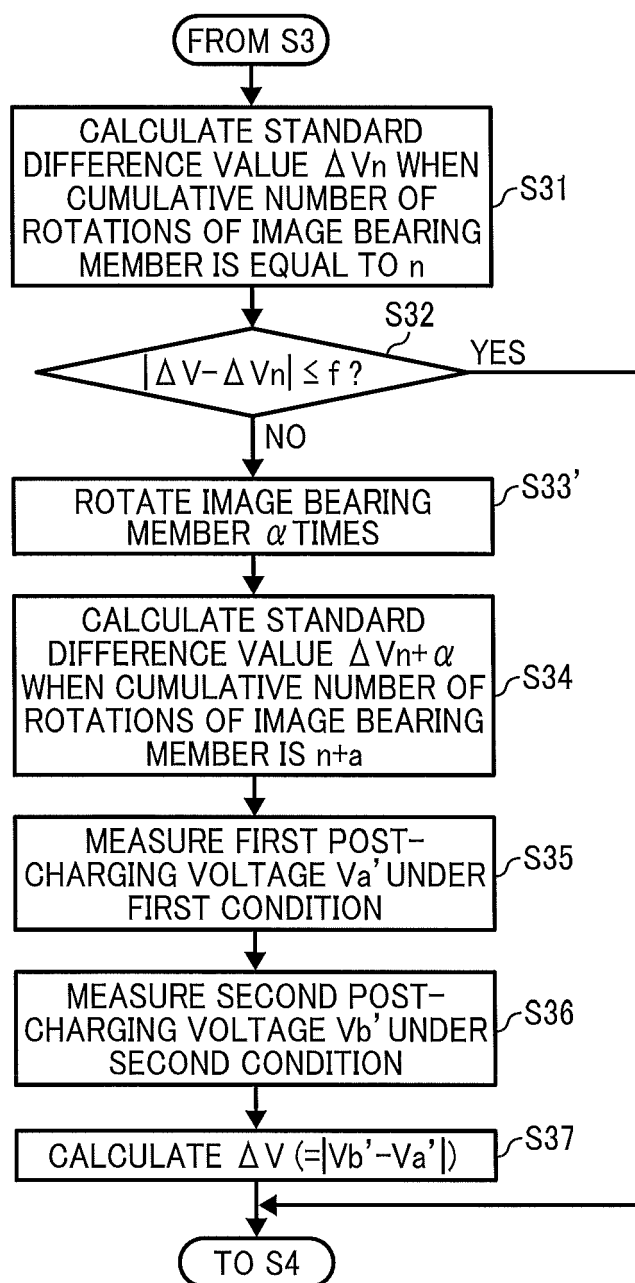 FROM S3
CALCULATE STANDARD
DIFFERENCE VALUE ΔVn WHEN
CUMULATIVE NUMBER OF
ROTATIONS OF IMAGE BEARING
MEMBER IS EQUAL TO n
S31
S32
|ΔV-ΔVn| ≤ f ?
YES
NO
ROTATE IMAGE BEARING
MEMBER α TIMES
S33'
CALCULATE STANDARD
DIFFERENCE VALUE ΔVn+α
WHEN CUMULATIVE NUMBER OF
ROTATIONS OF IMAGE BEARING
MEMBER IS n+a
S34
MEASURE FIRST POST-
CHARGING VOLTAGE Va' UNDER
FIRST CONDITION
S35
MEASURE SECOND POST-
CHARGING VOLTAGE Vb' UNDER
SECOND CONDITION
S36
CALCULATE ΔV (=|Vb'-Va'|)
S37
TO S4